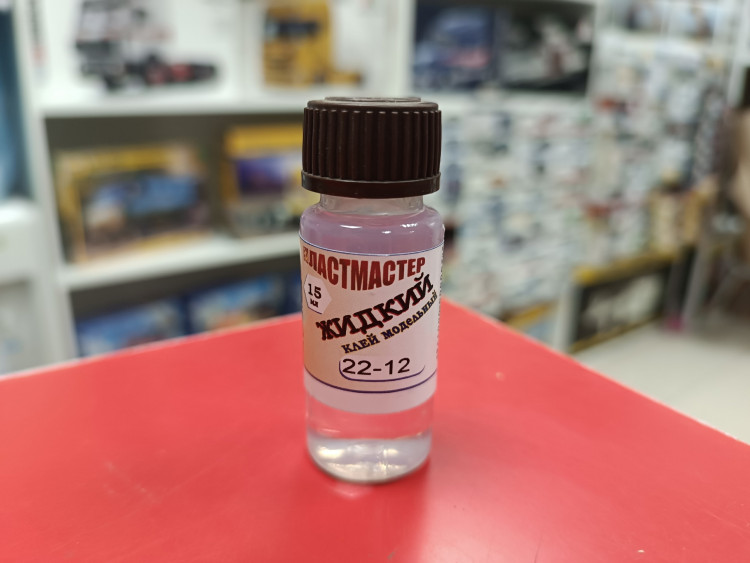 ПЛАСТМАСТЕР
15
мл
ЖИДКИЙ
КЛЕЙ модельный
22-12